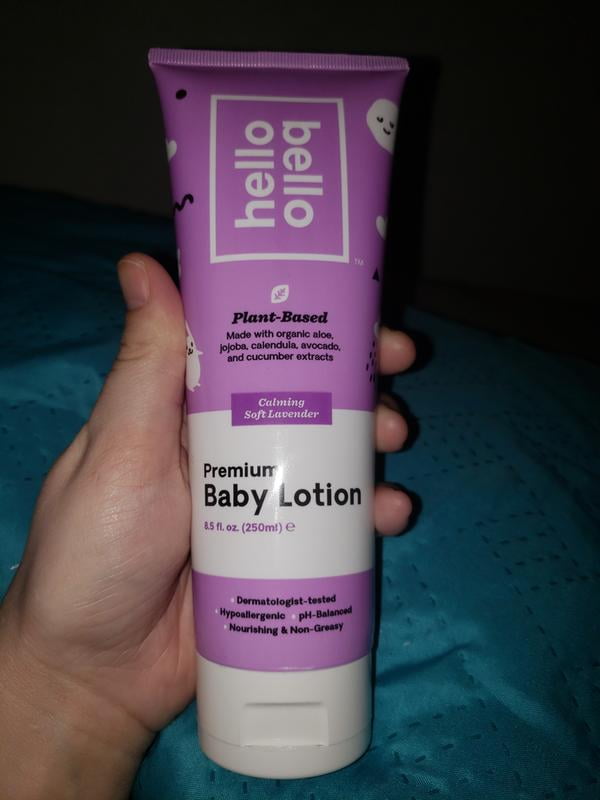 hello
bello
TM
Plant-Based
Made with organic aloe,
jojoba, calendula, avocado,
and cucumber extracts
Calming
Soft Lavender
Premium
Baby Lotion
8.5 fl. oz. (250ml) ℮
• Dermatologist-tested
• Hypoallergenic • pH-Balanced
• Nourishing & Non-Greasy